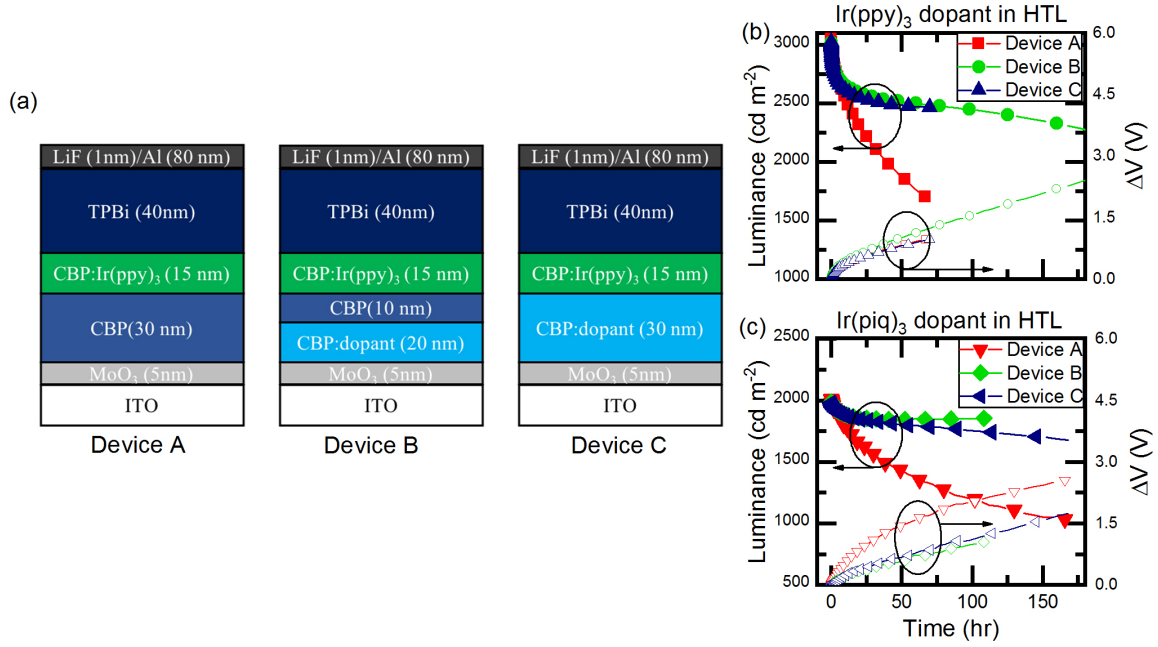 (a)
LiF (1nm)/Al (80 nm)
TPBi (40nm)
CBP:Ir(ppy)₃ (15 nm)
CBP(30 nm)
MoO₃ (5nm)
ITO
Device A
LiF (1nm)/Al (80 nm)
TPBi (40nm)
CBP:Ir(ppy)₃ (15 nm)
CBP(10 nm)
CBP:dopant (20 nm)
MoO₃ (5nm)
ITO
Device B
LiF (1nm)/Al (80 nm)
TPBi (40nm)
CBP:Ir(ppy)₃ (15 nm)
CBP:dopant (30 nm)
MoO₃ (5nm)
ITO
Device C
Ir(ppy)₃ dopant in HTL
(b)
Device A
Device B
Device C
Luminance (cd m⁻²)
3000
2500
2000
1500
1000
6.0
4.5
3.0
1.5
0.0
ΔV (V)
(c)
Ir(piq)₃ dopant in HTL
Device A
Device B
Device C
Luminance (cd m⁻²)
2500
2000
1500
1000
500
6.0
4.5
3.0
1.5
0.0
ΔV (V)
0 50 100 150
Time (hr)